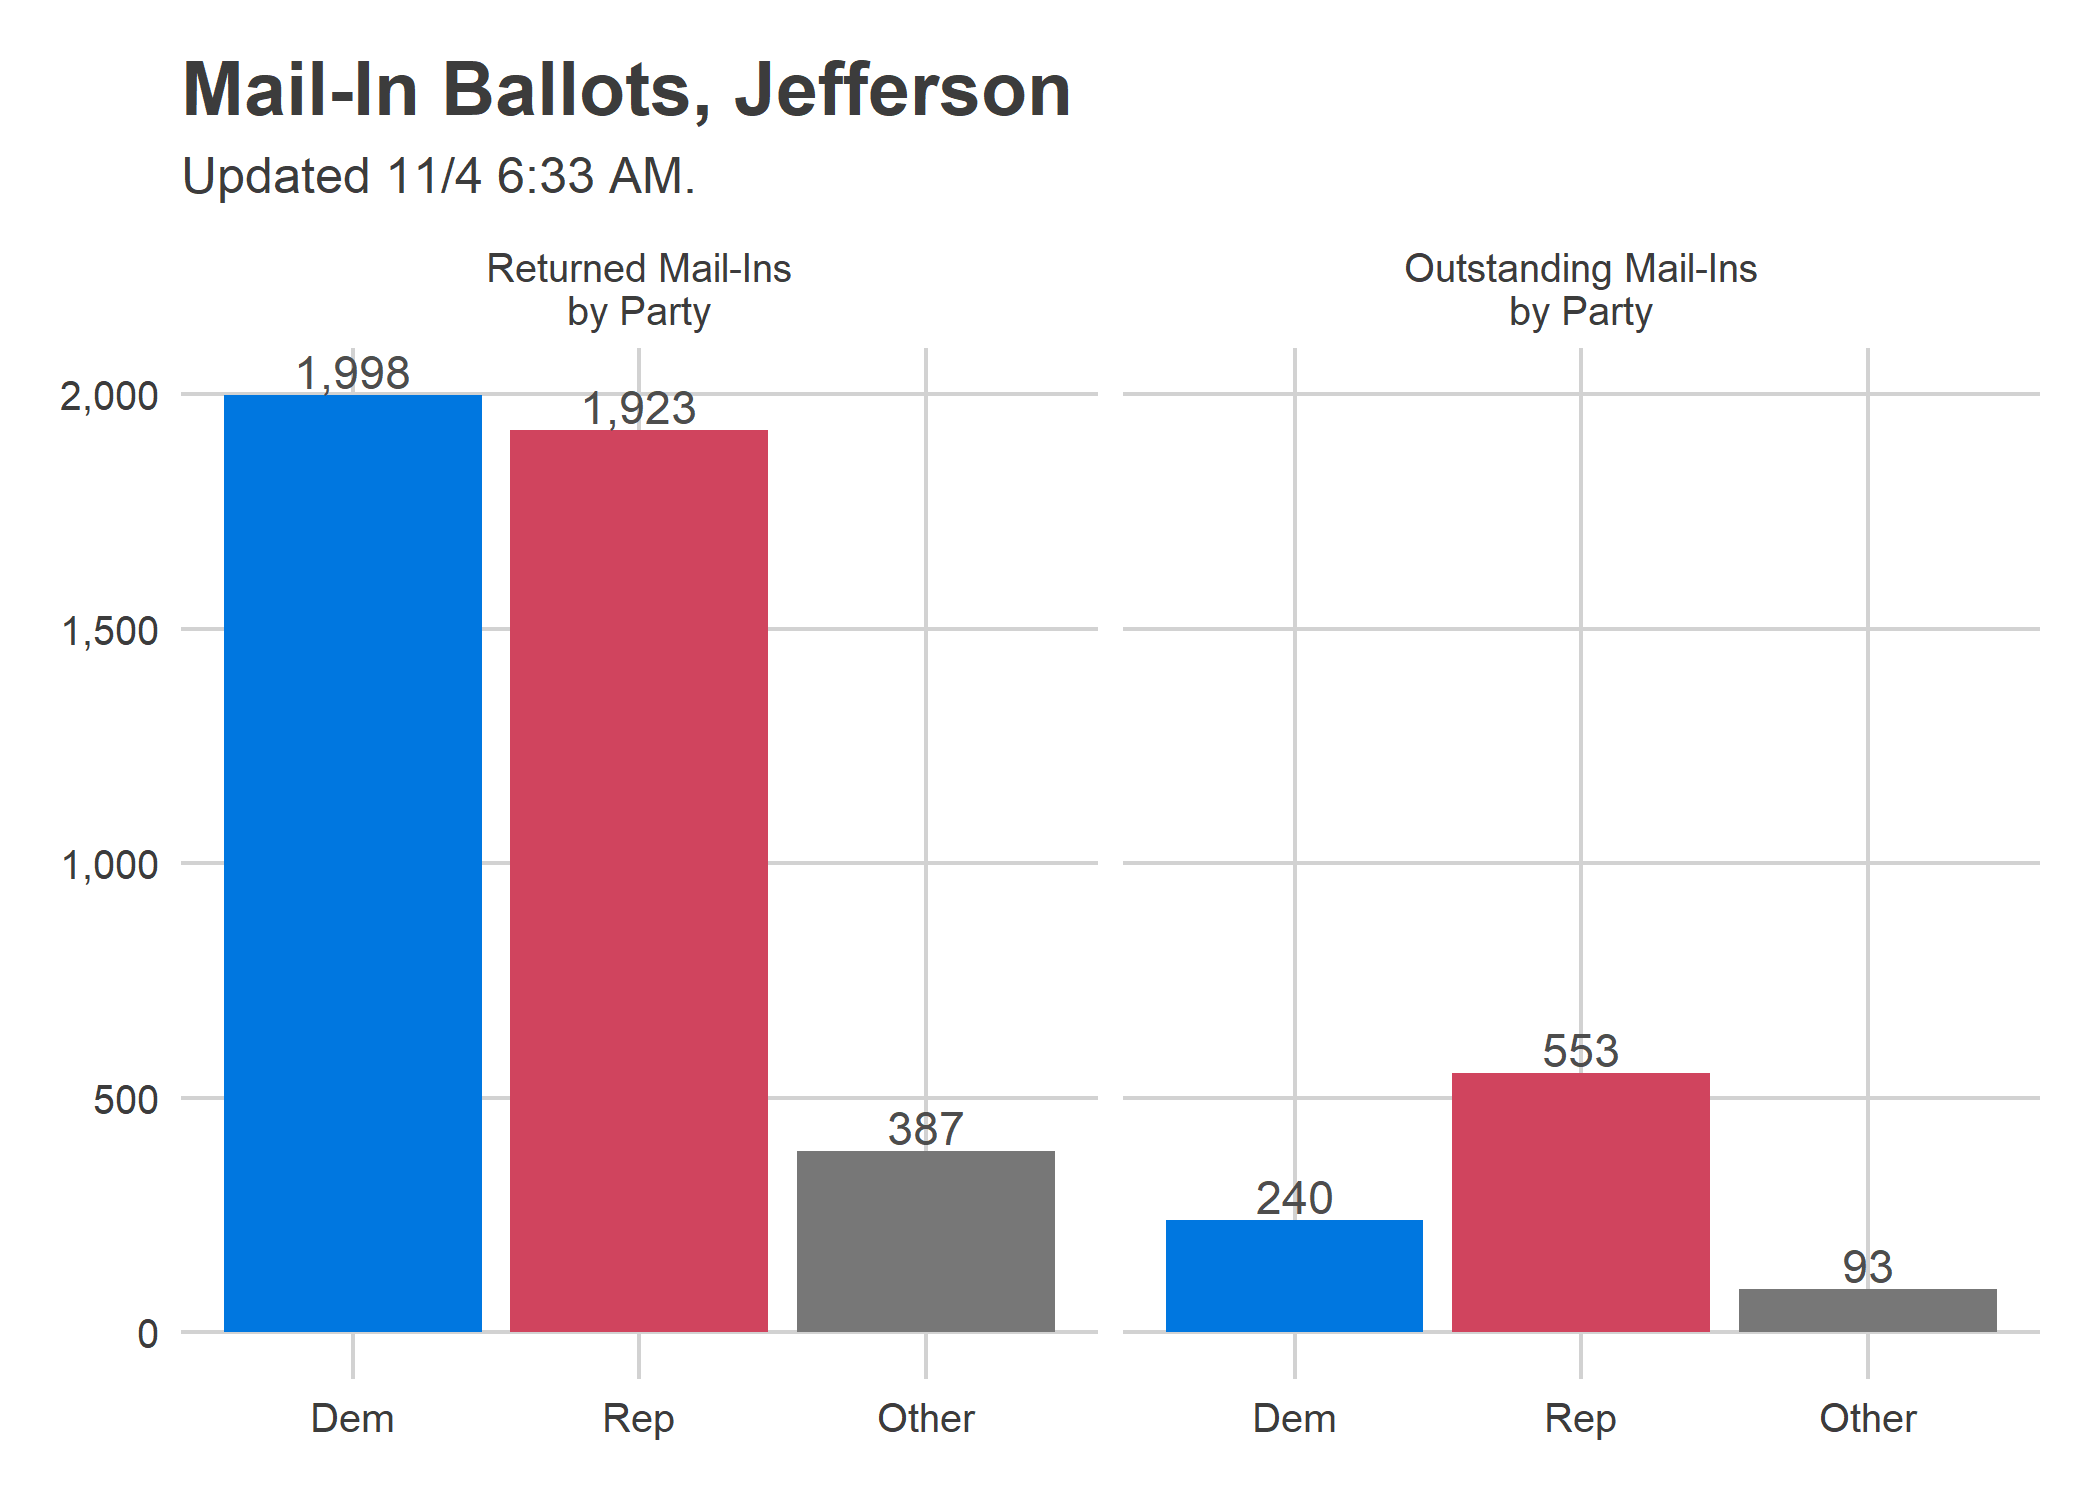 Mail-In Ballots, Jefferson
Updated 11/4 6:33 AM.
Returned Mail-Ins
by Party
Outstanding Mail-Ins
by Party
2,000
1,500
1,000
500
0
1,998
1,923
387
240
553
93
Dem
Rep
Other
Dem
Rep
Other